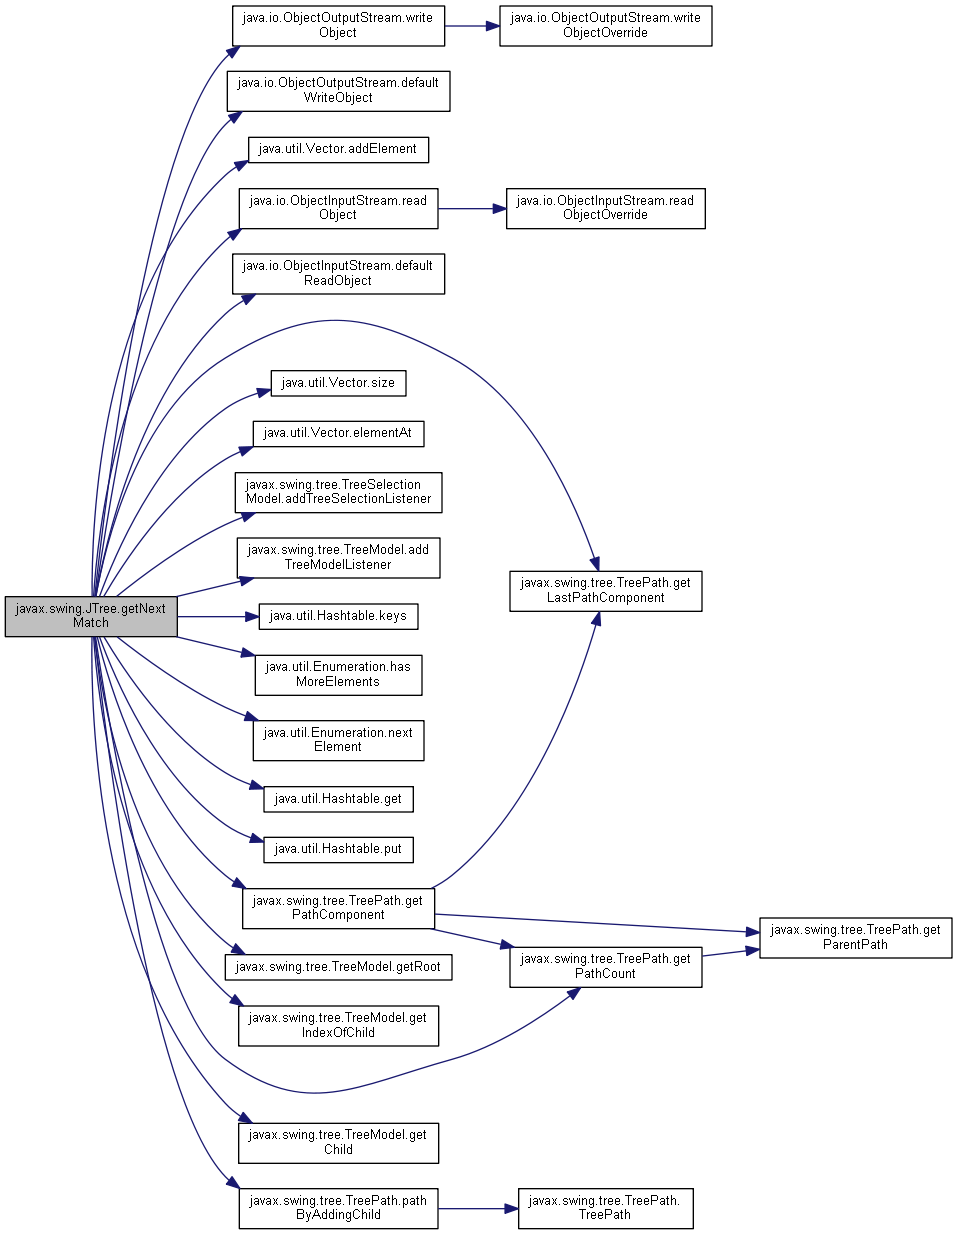 java.io.ObjectOutputStream.write
Object
java.io.ObjectOutputStream.write
ObjectOverride
java.io.ObjectOutputStream.default
WriteObject
java.util.Vector.addElement
java.io.ObjectInputStream.read
Object
java.io.ObjectInputStream.read
ObjectOverride
java.io.ObjectInputStream.default
ReadObject
java.util.Vector.size
java.util.Vector.elementAt
javax.swing.tree.TreeSelection
Model.addTreeSelectionListener
javax.swing.tree.TreeModel.add
TreeModelListener
javax.swing.tree.TreePath.get
LastPathComponent
javax.swing.JTree.getNext
Match
java.util.Hashtable.keys
java.util.Enumeration.has
MoreElements
java.util.Enumeration.next
Element
java.util.Hashtable.get
java.util.Hashtable.put
javax.swing.tree.TreePath.get
PathComponent
javax.swing.tree.TreePath.get
ParentPath
javax.swing.tree.TreeModel.getRoot
javax.swing.tree.TreePath.get
PathCount
javax.swing.tree.TreeModel.get
IndexOfChild
javax.swing.tree.TreeModel.get
Child
javax.swing.tree.TreePath.path
ByAddingChild
javax.swing.tree.TreePath.
TreePath